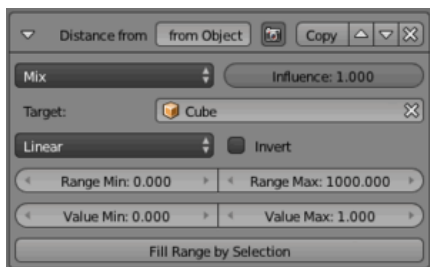 Distance from from Object Copy
Mix Influence: 1.000
Target: Cube
Linear Invert
Range Min: 0.000 Range Max: 1000.000
Value Min: 0.000 Value Max: 1.000
Fill Range by Selection